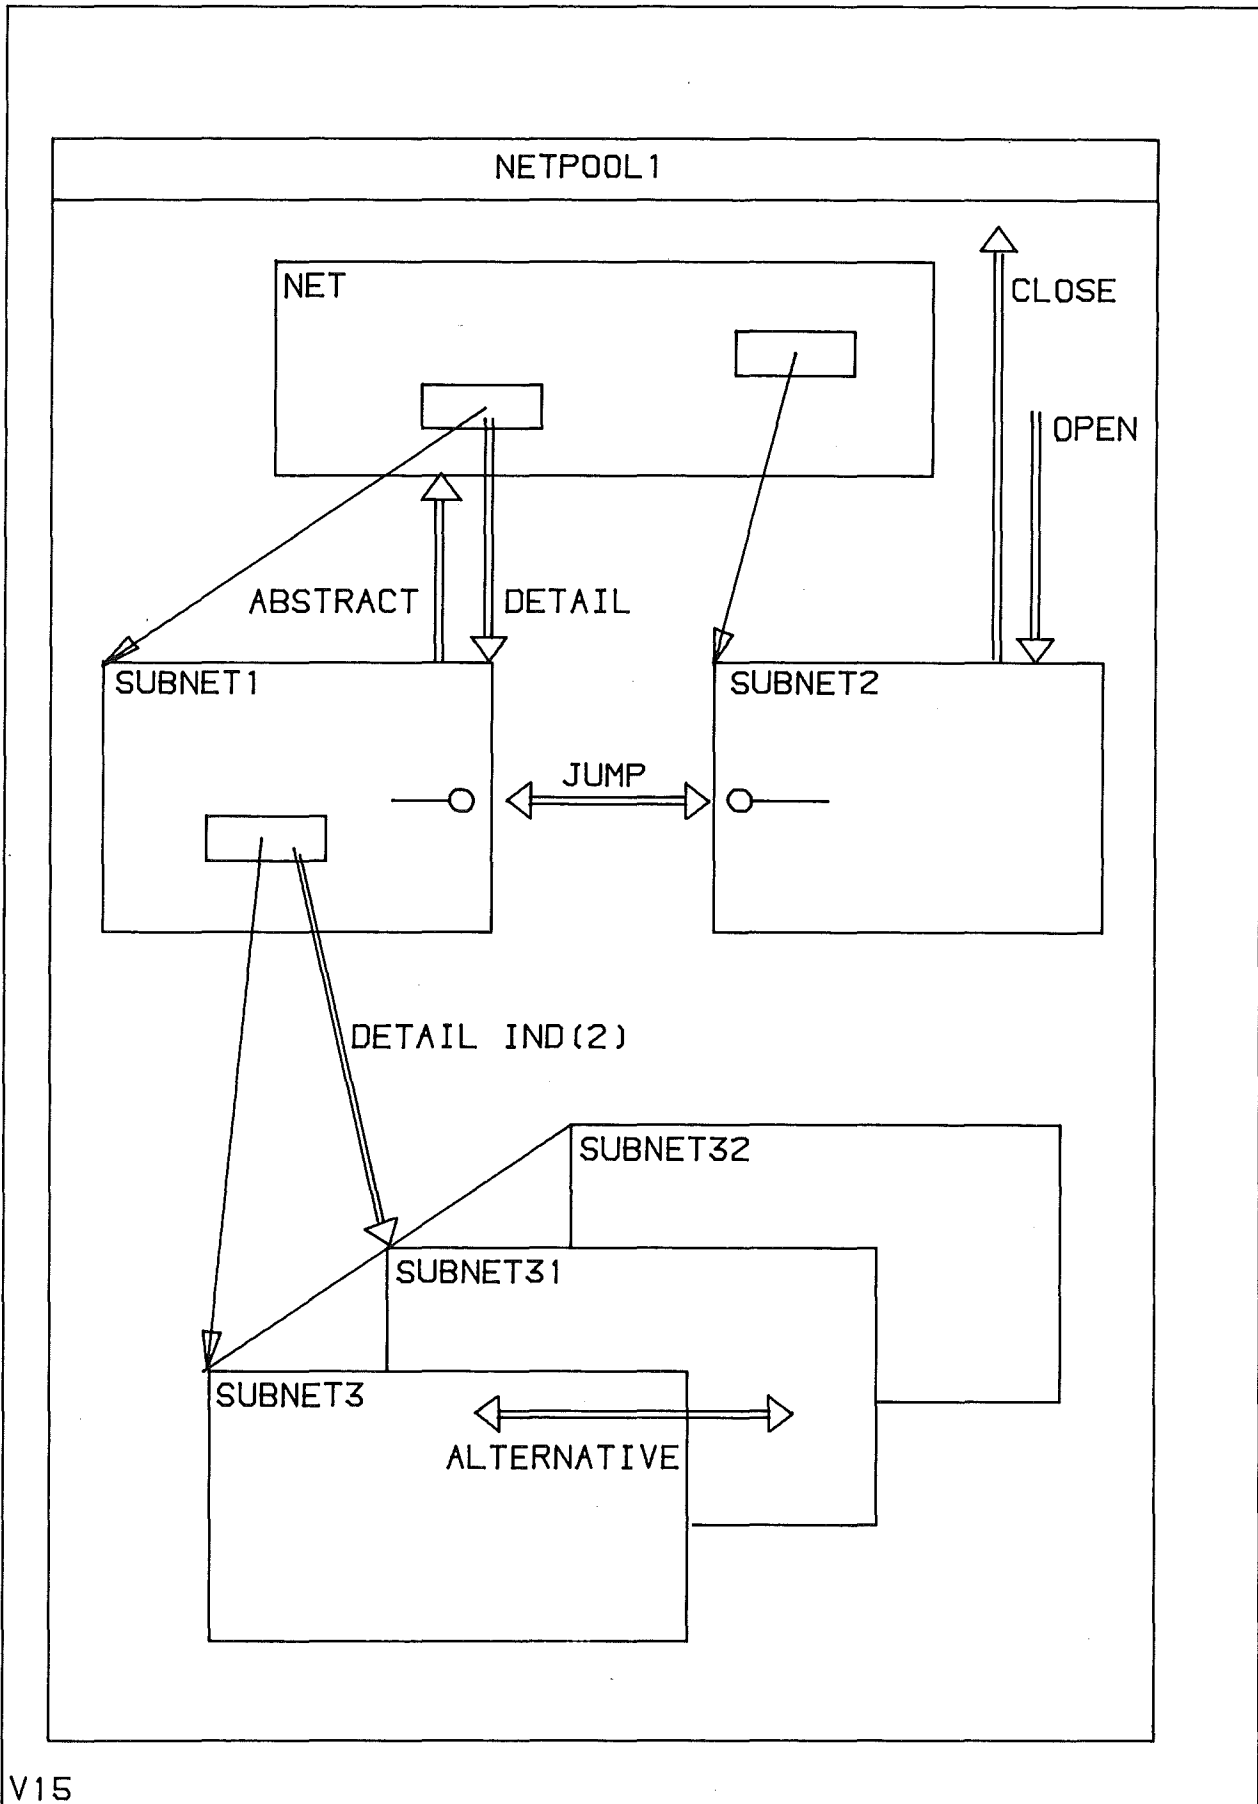 NETPOOL1
NET
CLOSE
OPEN
ABSTRACT
DETAIL
SUBNET1
SUBNET2
JUMP
DETAIL IND(2)
SUBNET32
SUBNET31
SUBNET3
ALTERNATIVE
V15